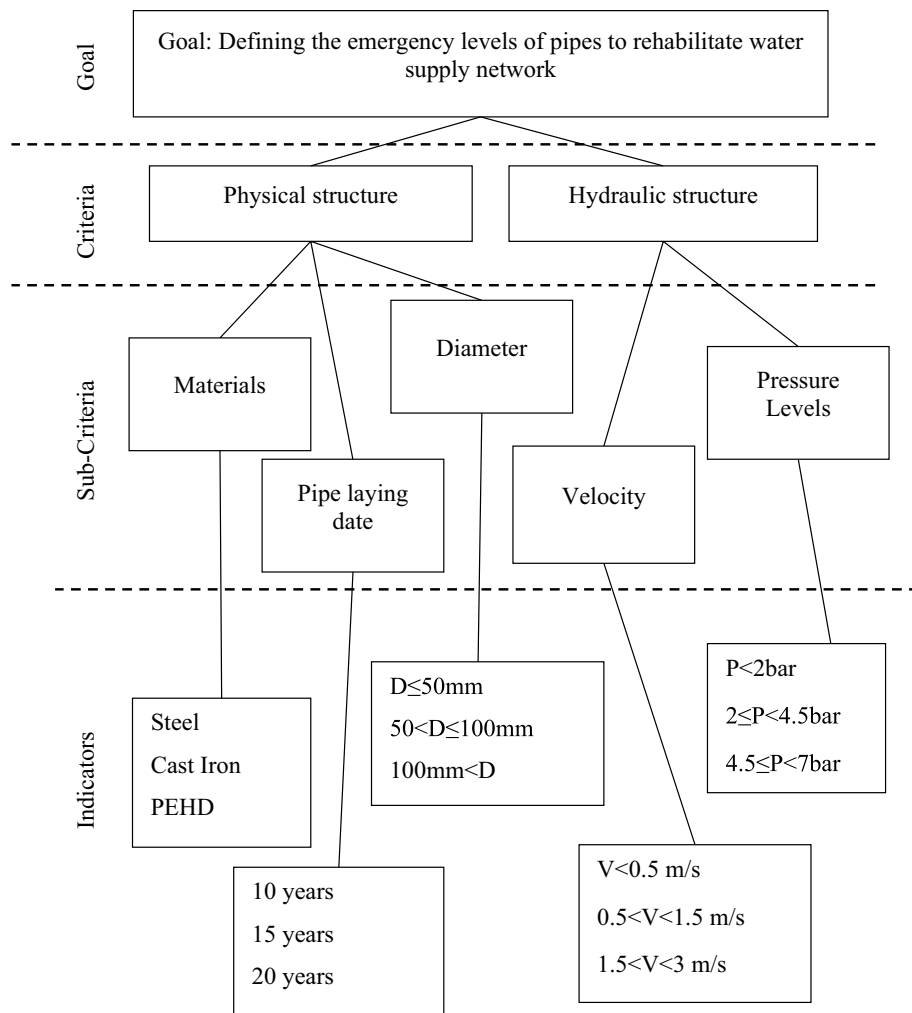 Goal
Goal: Defining the emergency levels of pipes to rehabilitate water
supply network
Criteria
Physical structure
Hydraulic structure
Sub-Criteria
Materials
Pipe laying
date
Diameter
Velocity
Pressure
Levels
Indicators
Steel
Cast Iron
PEHD
10 years
15 years
20 years
D≤50mm
50<D≤100mm
100mm<D
V<0.5 m/s
0.5<V<1.5 m/s
1.5<V<3 m/s
P<2bar
2≤P<4.5bar
4.5≤P<7bar